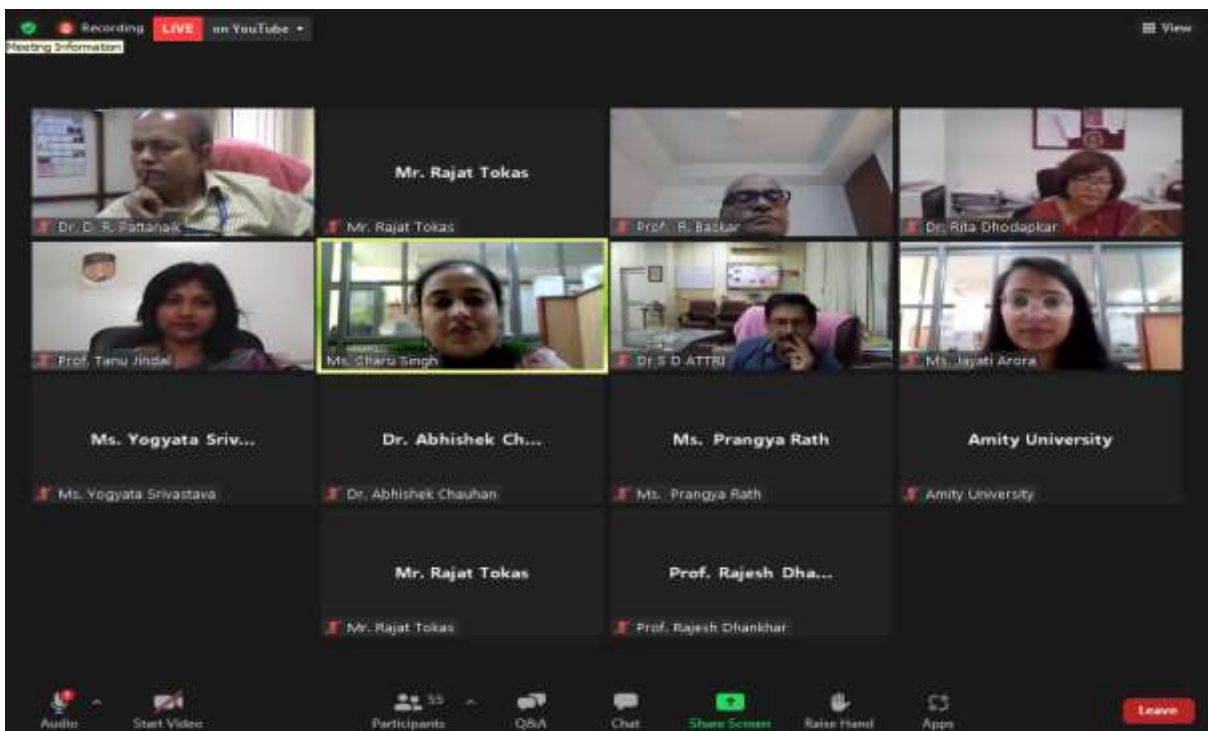 Recording LIVE on YouTube
View
Meeting Information
Mr. Rajat Tokas
Dr. D. R. Pattanaik
Mr. Rajat Tokas
Prof. R. Baskar
Dr. Rita Dhodapkar
Prof. Tanu Jindal
Ms. Charu Singh
Dr S D ATTRI
Ms. Jayati Arora
Ms. Yogyata Sriv...
Dr. Abhishek Ch...
Ms. Prangya Rath
Amity University
Ms. Yogyata Srivastava
Dr. Abhishek Chauhan
Ms. Prangya Rath
Amity University
Mr. Rajat Tokas
Prof. Rajesh Dha...
Mr. Rajat Tokas
Prof. Rajesh Dhankhar
55
Audio
Start Video
Participants
Q&A
Chat
Share Screen
Raise Hand
Apps
Leave